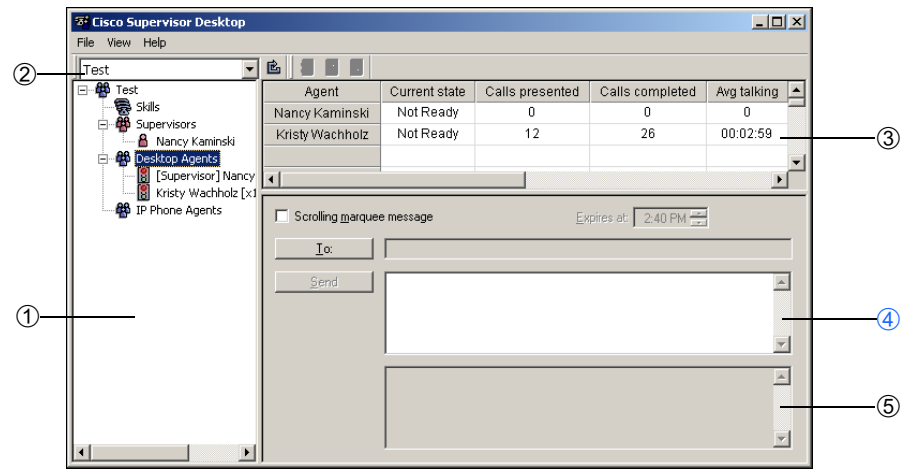 Cisco Supervisor Desktop
File View Help
② Test
Test
Skills
Supervisors
Nancy Kaminski
Desktop Agents
[Supervisor] Nancy
Kristy Wachholz [x1
IP Phone Agents
①
Agent Current state Calls presented Calls completed Avg talking
Nancy Kaminski Not Ready 0 0 0
Kristy Wachholz Not Ready 12 26 00:02:59
③
Scrolling marquee message Expires at: 2:40 PM
To:
Send
④
⑤